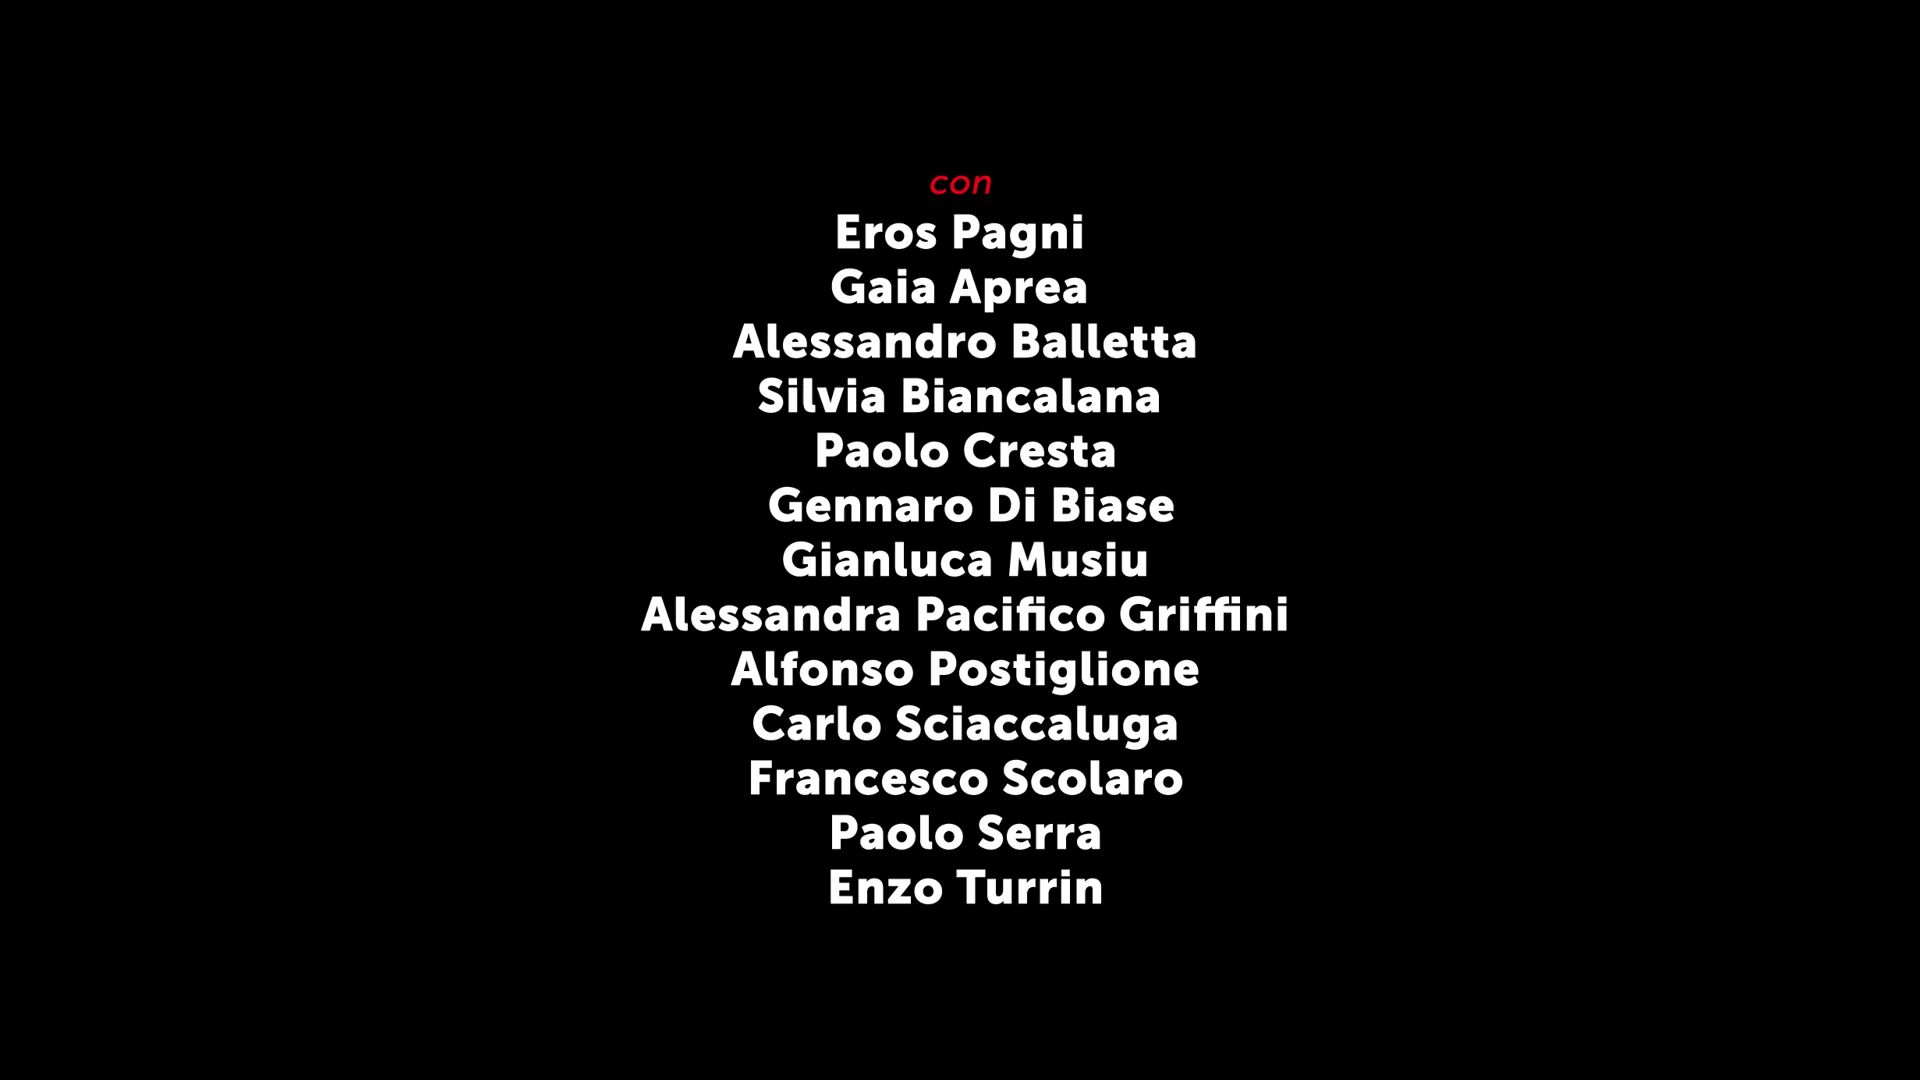 con
Eros Pagni
Gaia Aprea
Alessandro Balletta
Silvia Biancalana
Paolo Cresta
Gennaro Di Biase
Gianluca Musiu
Alessandra Pacifico Griffini
Alfonso Postiglione
Carlo Sciaccaluga
Francesco Scolaro
Paolo Serra
Enzo Turrin